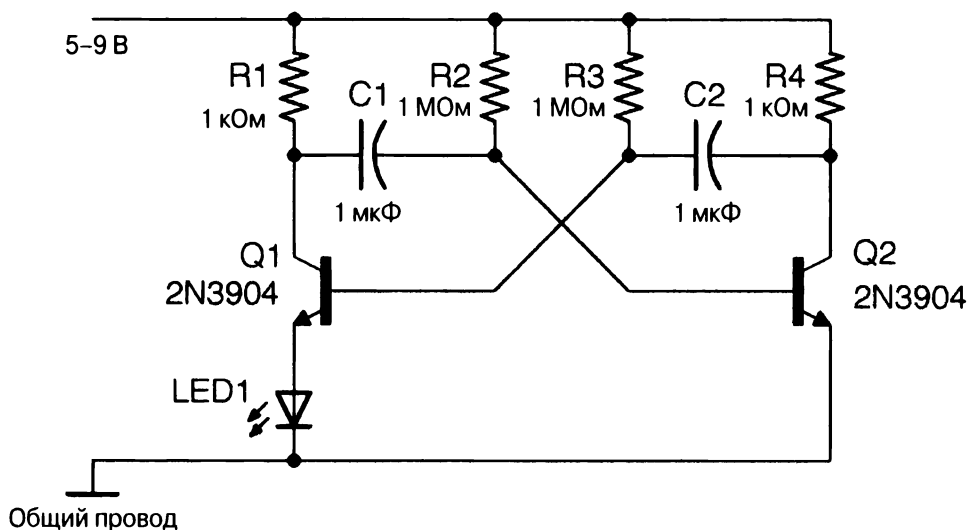 5–9 В
R1
1 кОм
C1
1 мкФ
R2
1 МОм
R3
1 МОм
C2
1 мкФ
R4
1 кОм
Q1
2N3904
Q2
2N3904
LED1
Общий провод